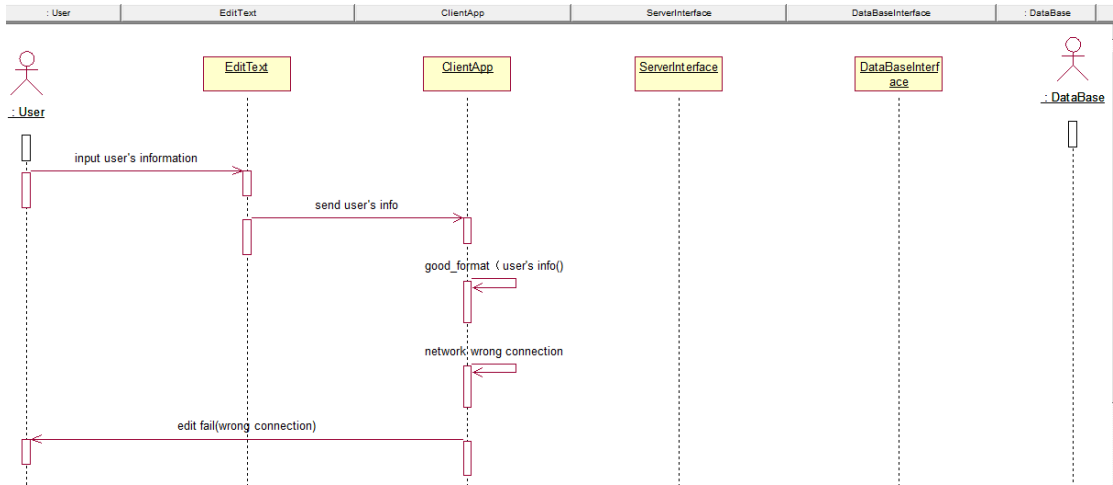 : User
EditText
ClientApp
ServerInterface
DataBaseInterface
: DataBase
EditText
ClientApp
ServerInterface
DataBaseInterf
ace
: User
: DataBase
input user's information
send user's info
good_format（user's info()
network wrong connection
edit fail(wrong connection)